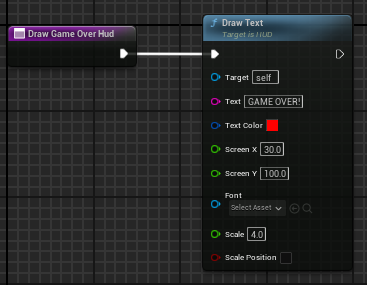 Draw Game Over Hud
f Draw Text
Target is HUD
Target self
Text GAME OVER!
Text Color
Screen X 30.0
Screen Y 100.0
Font
Select Asset
Scale 4.0
Scale Position